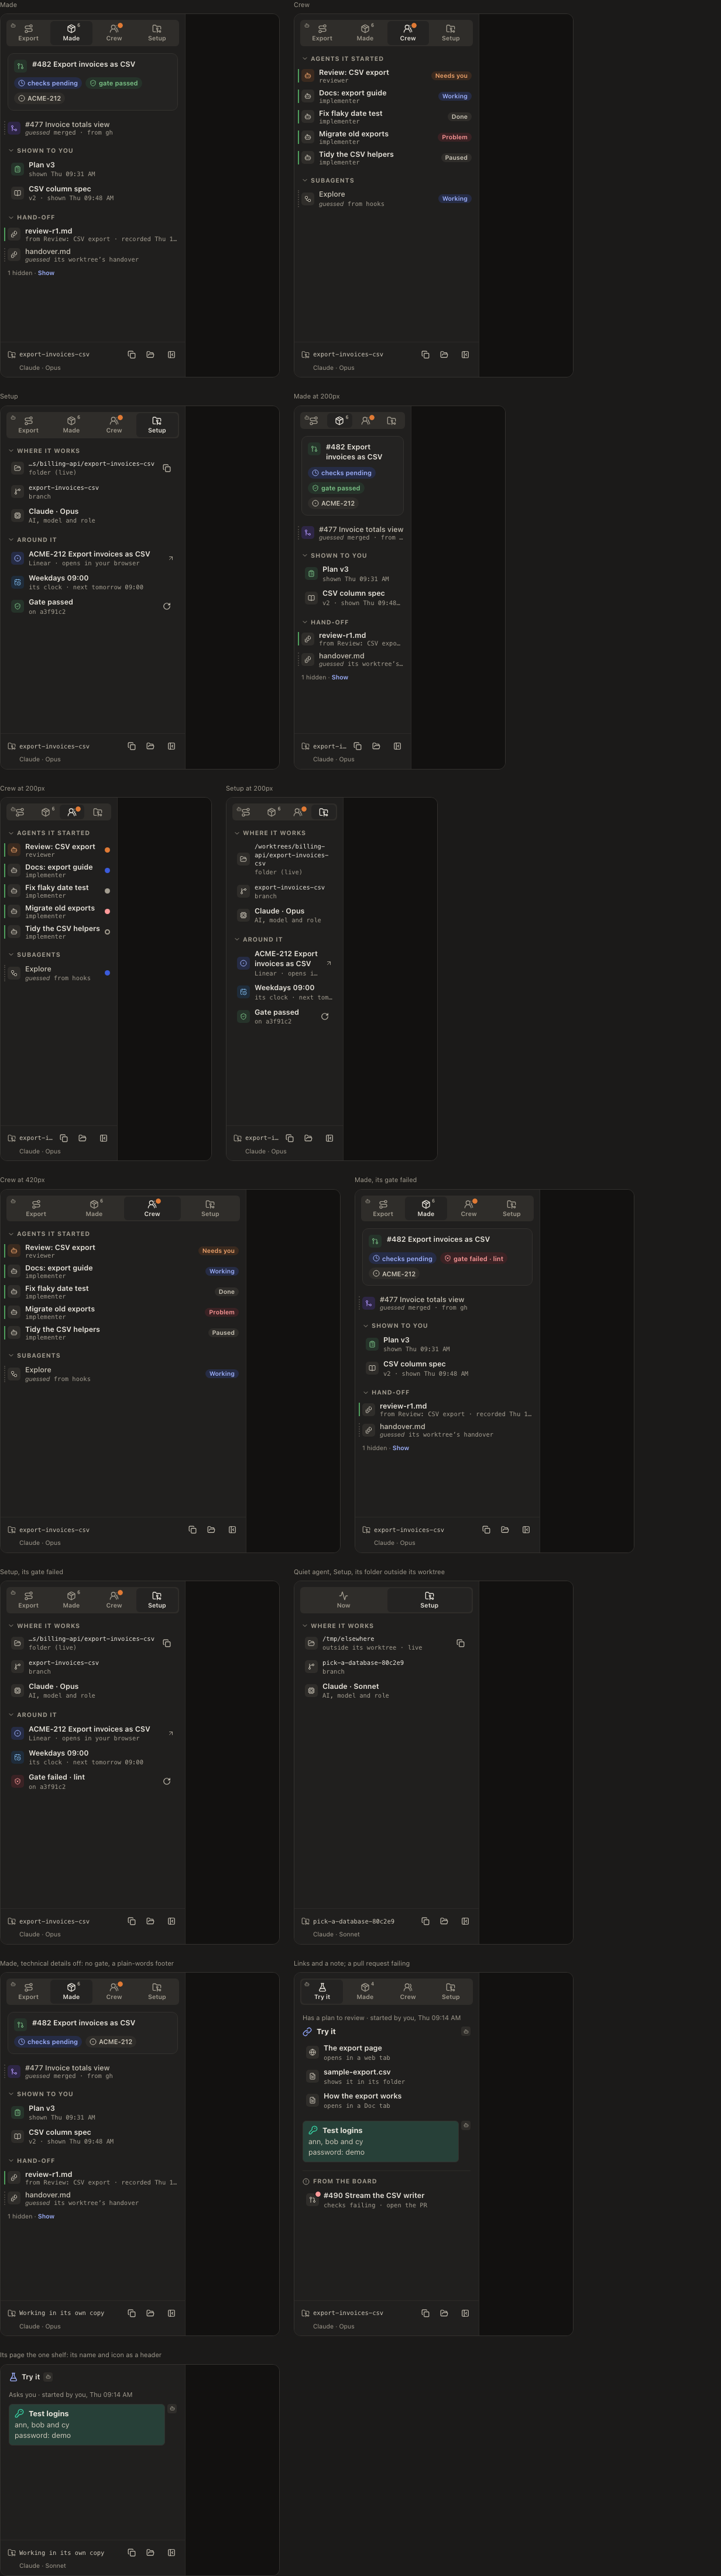 Made
Export
Made
6
Crew
Setup
#482 Export invoices as CSV
checks pending
gate passed
ACME-212
#477 Invoice totals view
guessed merged · from gh
SHOWN TO YOU
Plan v3
shown Thu 09:31 AM
CSV column spec
v2 · shown Thu 09:48 AM
HAND-OFF
review-r1.md
from Review: CSV export · recorded Thu 1…
handover.md
guessed its worktree's handover
1 hidden · Show
export-invoices-csv
Claude · Opus
Crew
Export
Made
6
Crew
Setup
AGENTS IT STARTED
Review: CSV export
reviewer
Needs you
Docs: export guide
implementer
Working
Fix flaky date test
implementer
Done
Migrate old exports
implementer
Problem
Tidy the CSV helpers
implementer
Paused
SUBAGENTS
Explore
guessed from hooks
Working
export-invoices-csv
Claude · Opus
Setup
Export
Made
6
Crew
Setup
WHERE IT WORKS
…s/billing-api/export-invoices-csv
folder (live)
export-invoices-csv
branch
Claude · Opus
AI, model and role
AROUND IT
ACME-212 Export invoices as CSV
Linear · opens in your browser
Weekdays 09:00
its clock · next tomorrow 09:00
Gate passed
on a3f91c2
export-invoices-csv
Claude · Opus
Made at 200px
6
#482 Export
invoices as CSV
checks pending
gate passed
ACME-212
#477 Invoice totals view
guessed merged · from …
SHOWN TO YOU
Plan v3
shown Thu 09:31 AM
CSV column spec
v2 · shown Thu 09:48…
HAND-OFF
review-r1.md
from Review: CSV expo…
handover.md
guessed its worktree's…
1 hidden · Show
export-i…
Claude · Opus
Crew at 200px
6
AGENTS IT STARTED
Review: CSV export
reviewer
Docs: export guide
implementer
Fix flaky date test
implementer
Migrate old exports
implementer
Tidy the CSV helpers
implementer
SUBAGENTS
Explore
guessed from hooks
export-i…
Claude · Opus
Setup at 200px
6
WHERE IT WORKS
/worktrees/billing-
api/export-invoices-
csv
folder (live)
export-invoices-csv
branch
Claude · Opus
AI, model and role
AROUND IT
ACME-212 Export
invoices as CSV
Linear · opens i…
Weekdays 09:00
its clock · next tom…
Gate passed
on a3f91c2
export-i…
Claude · Opus
Crew at 420px
Export
Made
6
Crew
Setup
AGENTS IT STARTED
Review: CSV export
reviewer
Needs you
Docs: export guide
implementer
Working
Fix flaky date test
implementer
Done
Migrate old exports
implementer
Problem
Tidy the CSV helpers
implementer
Paused
SUBAGENTS
Explore
guessed from hooks
Working
export-invoices-csv
Claude · Opus
Made, its gate failed
Export
Made
6
Crew
Setup
#482 Export invoices as CSV
checks pending
gate failed · lint
ACME-212
#477 Invoice totals view
guessed merged · from gh
SHOWN TO YOU
Plan v3
shown Thu 09:31 AM
CSV column spec
v2 · shown Thu 09:48 AM
HAND-OFF
review-r1.md
from Review: CSV export · recorded Thu 1…
handover.md
guessed its worktree's handover
1 hidden · Show
export-invoices-csv
Claude · Opus
Setup, its gate failed
Export
Made
6
Crew
Setup
WHERE IT WORKS
…s/billing-api/export-invoices-csv
folder (live)
export-invoices-csv
branch
Claude · Opus
AI, model and role
AROUND IT
ACME-212 Export invoices as CSV
Linear · opens in your browser
Weekdays 09:00
its clock · next tomorrow 09:00
Gate failed · lint
on a3f91c2
export-invoices-csv
Claude · Opus
Quiet agent, Setup, its folder outside its worktree
Now
Setup
WHERE IT WORKS
/tmp/elsewhere
outside its worktree · live
pick-a-database-80c2e9
branch
Claude · Sonnet
AI, model and role
pick-a-database-80c2e9
Claude · Sonnet
Made, technical details off: no gate, a plain-words footer
Export
Made
6
Crew
Setup
#482 Export invoices as CSV
checks pending
ACME-212
#477 Invoice totals view
guessed merged · from gh
SHOWN TO YOU
Plan v3
shown Thu 09:31 AM
CSV column spec
v2 · shown Thu 09:48 AM
HAND-OFF
review-r1.md
from Review: CSV export · recorded Thu 1…
handover.md
guessed its worktree's handover
1 hidden · Show
Working in its own copy
Claude · Opus
Links and a note; a pull request failing
Try it
Made
4
Crew
Setup
Has a plan to review · started by you, Thu 09:14 AM
Try it
The export page
opens in a web tab
sample-export.csv
shows it in its folder
How the export works
opens in a Doc tab
Test logins
ann, bob and cy
password: demo
FROM THE BOARD
#490 Stream the CSV writer
checks failing · open the PR
export-invoices-csv
Claude · Opus
Its page the one shelf: its name and icon as a header
Try it
Asks you · started by you, Thu 09:14 AM
Test logins
ann, bob and cy
password: demo
Working in its own copy
Claude · Sonnet